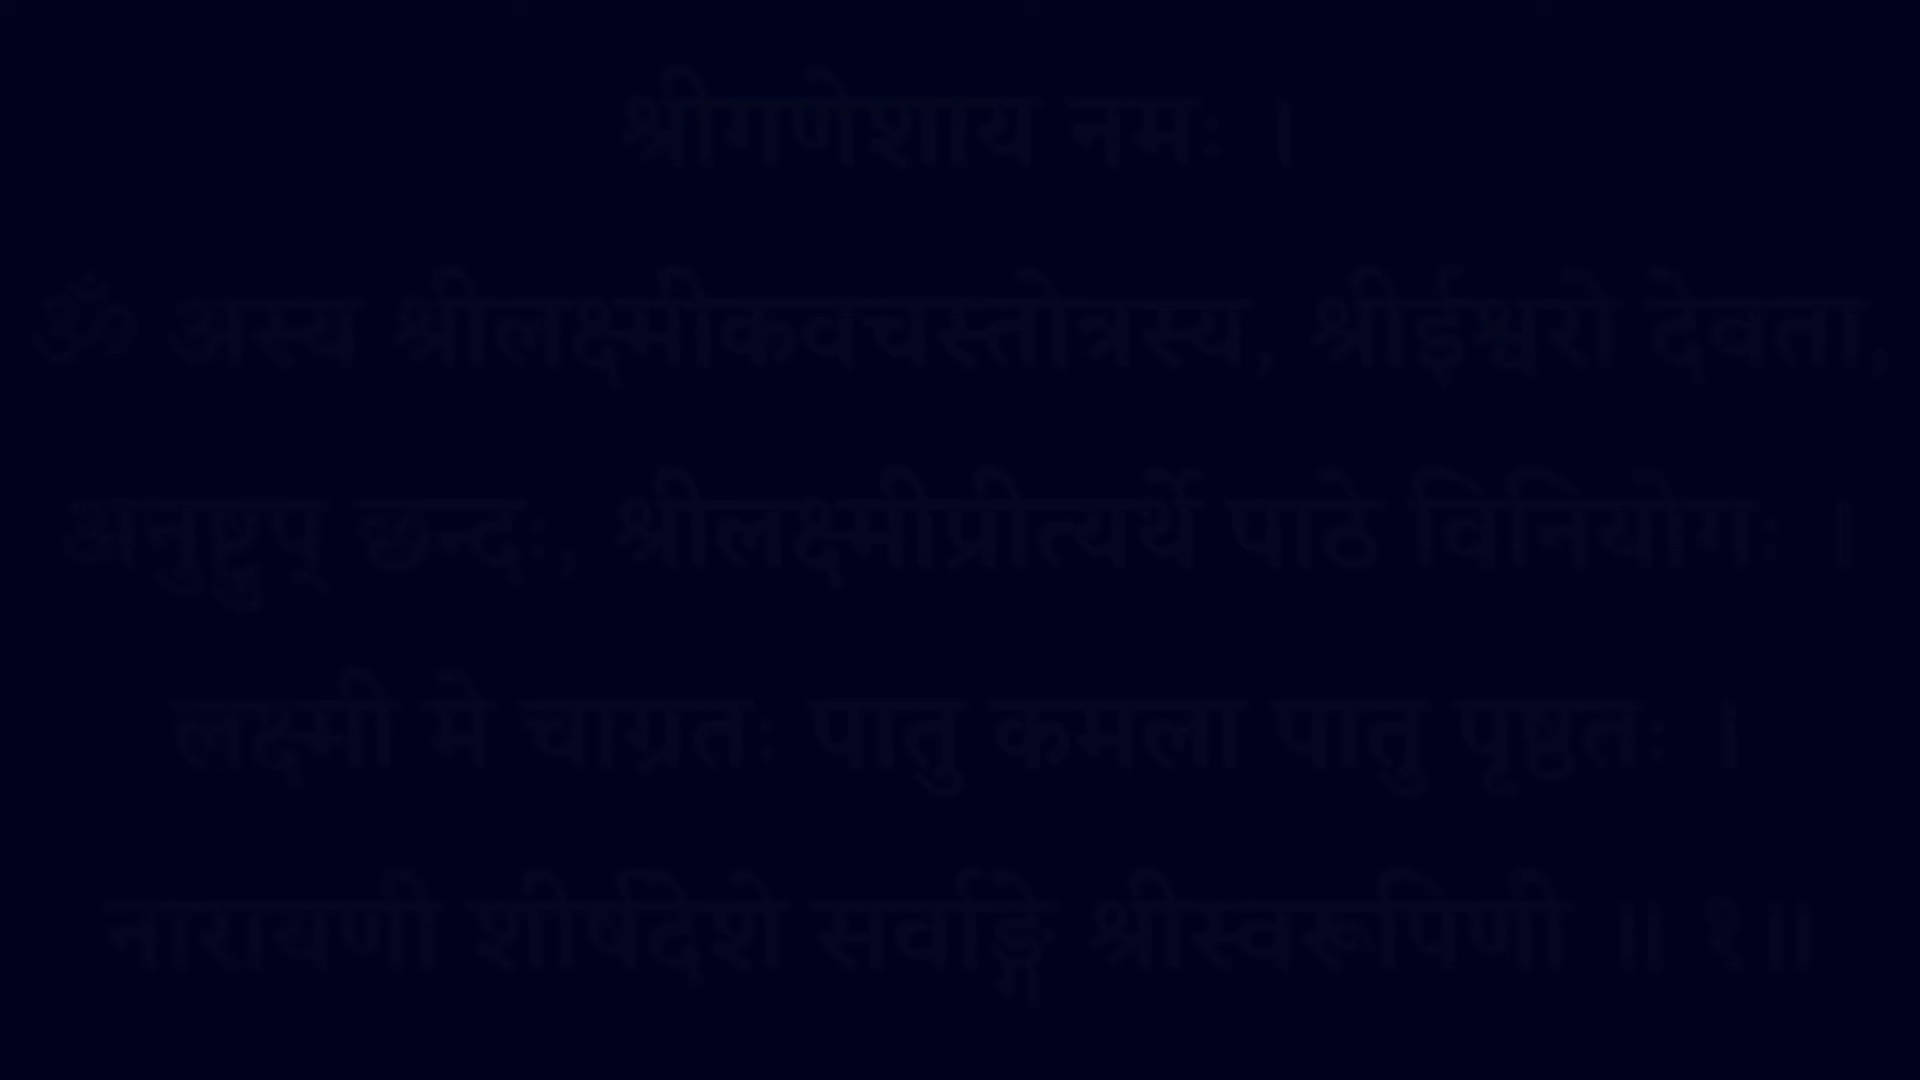 श्रीगणेशाय नमः ।
ॐ अस्य श्रीलक्ष्मीकवचस्तोत्रस्य, श्रीईश्वरो देवता,
अनुष्टुप् छन्दः, श्रीलक्ष्मीप्रीत्यर्थे पाठे विनियोगः ।
लक्ष्मी मे चाग्रतः पातु कमला पातु पृष्ठतः ।
नारायणी शीर्षदेशे सर्वाङ्गे श्रीस्वरूपिणी ॥ १॥